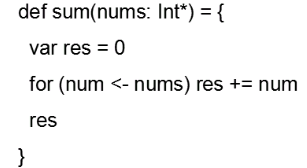 def sum(nums: Int*) = {
  var res = 0
  for (num <- nums) res += num
  res
}